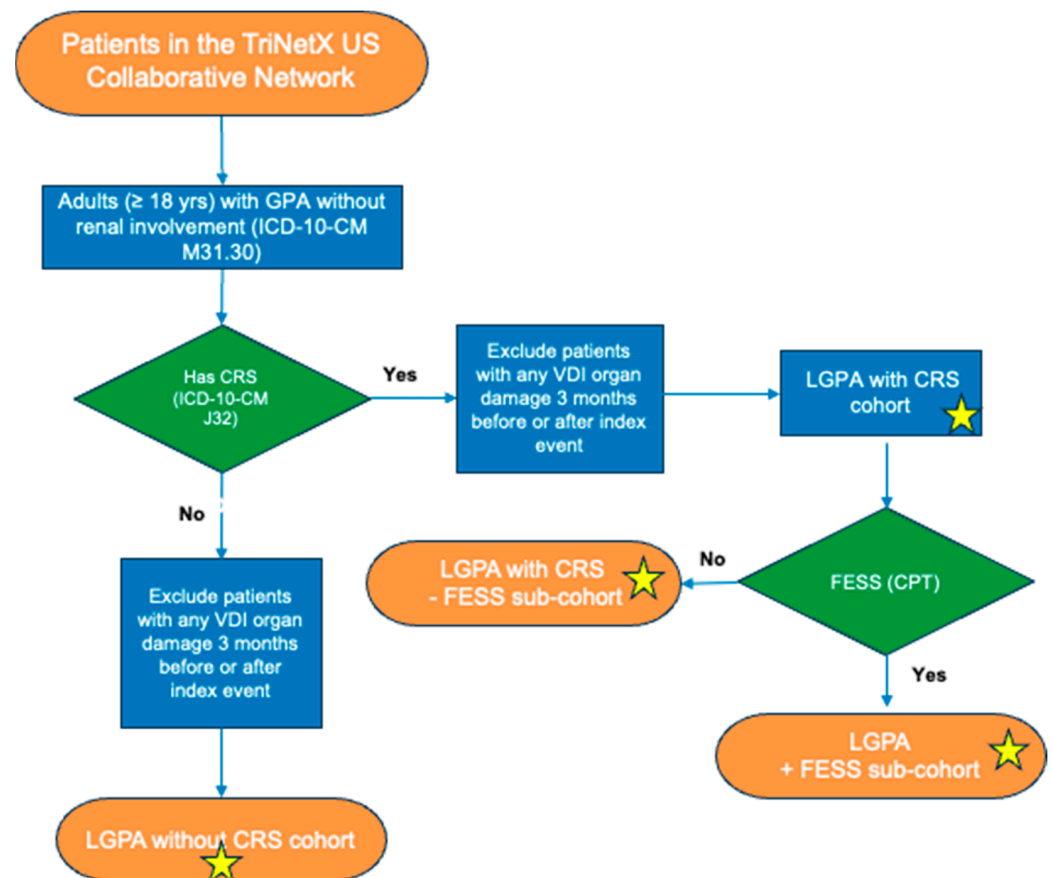 Patients in the TriNetX US
Collaborative Network
Adults (≥ 18 yrs) with GPA without
renal involvement (ICD-10-CM
M31.30)
Has CRS
(ICD-10-CM
J32)
Yes
Exclude patients
with any VDI organ
damage 3 months
before or after index
event
LGPA with CRS
cohort
No
Exclude patients
with any VDI organ
damage 3 months
before or after
index event
LGPA with CRS
- FESS sub-cohort
No
FESS (CPT)
Yes
LGPA
+ FESS sub-cohort
LGPA without CRS cohort